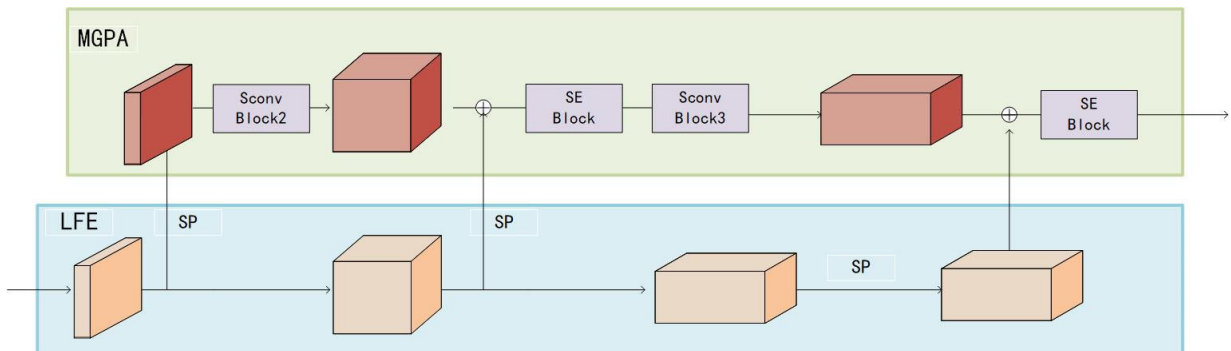 MGPA
Sconv
Block2
SE
Block
Sconv
Block3
SE
Block
LFE
SP
SP
SP